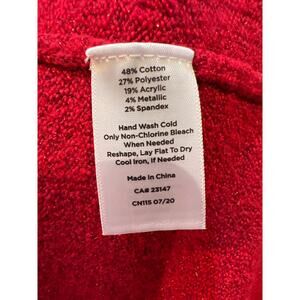 48% Cotton
27% Polyester
19% Acrylic
4% Metallic
2% Spandex
Hand Wash Cold
Only Non-Chlorine Bleach
When Needed
Reshape, Lay Flat To Dry
Cool Iron, If Needed
Made in China
CA# 23147
CN115 07/20